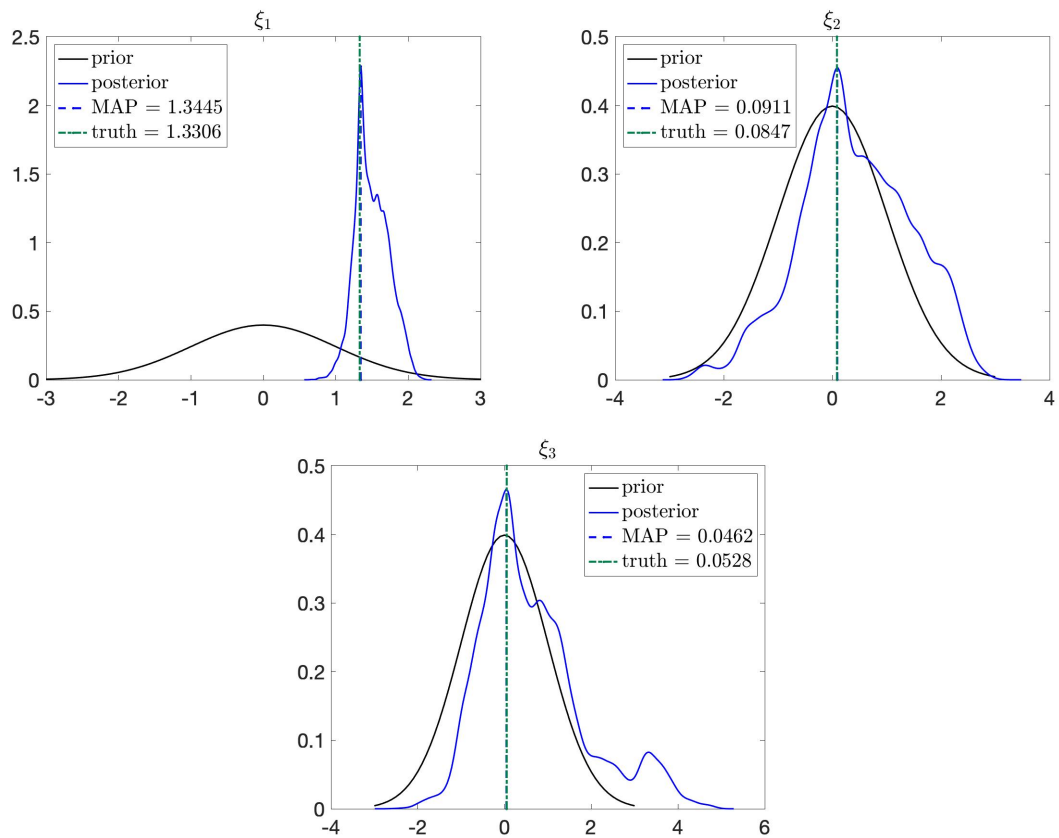 ξ₁
2.5
2
1.5
1
0.5
0
-3 -2 -1 0 1 2 3
prior
posterior
MAP = 1.3445
truth = 1.3306
ξ₂
0.5
0.4
0.3
0.2
0.1
0
-4 -2 0 2 4
prior
posterior
MAP = 0.0911
truth = 0.0847
ξ₃
0.5
0.4
0.3
0.2
0.1
0
-4 -2 0 2 4 6
prior
posterior
MAP = 0.0462
truth = 0.0528